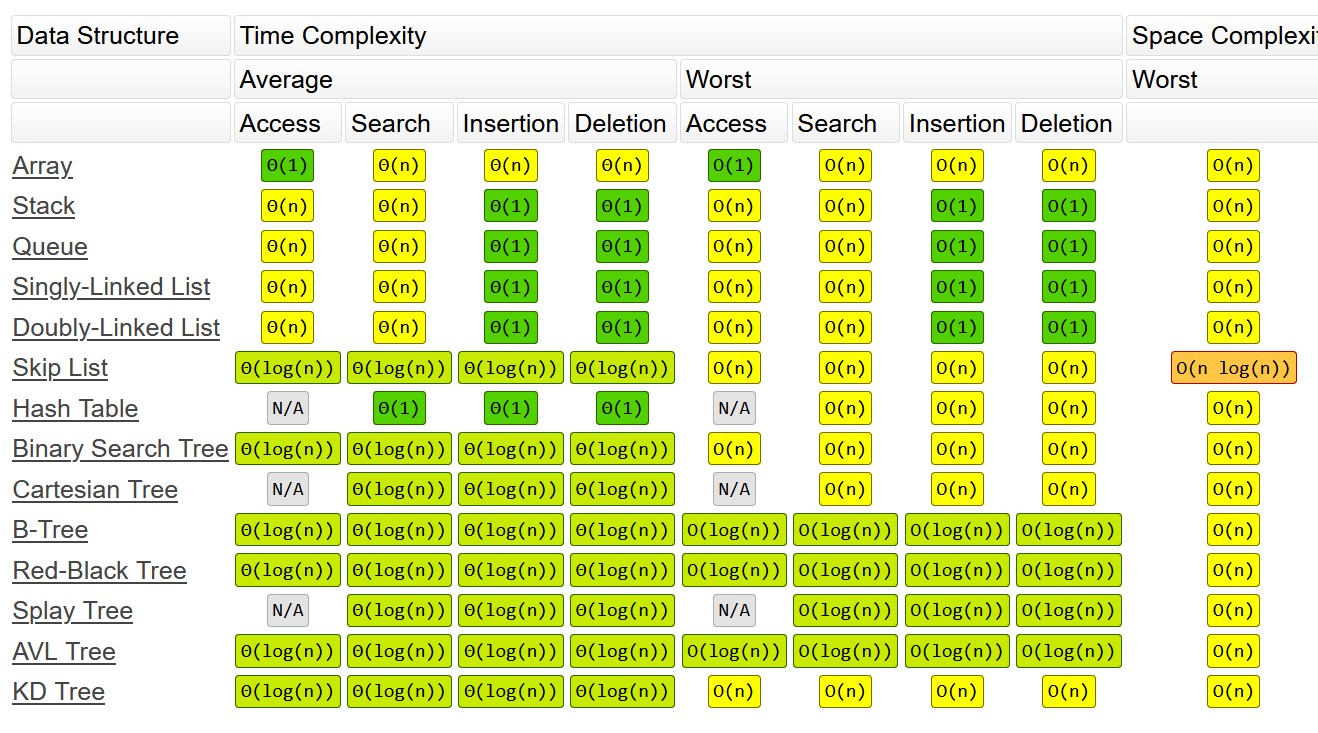 Data Structure Time Complexity Space Complexi
Average Worst Worst
Access Search Insertion Deletion Access Search Insertion Deletion
Array Θ(1) Θ(n) Θ(n) Θ(n) O(1) O(n) O(n) O(n) O(n)
Stack Θ(n) Θ(n) Θ(1) Θ(1) O(n) O(n) O(1) O(1) O(n)
Queue Θ(n) Θ(n) Θ(1) Θ(1) O(n) O(n) O(1) O(1) O(n)
Singly-Linked List Θ(n) Θ(n) Θ(1) Θ(1) O(n) O(n) O(1) O(1) O(n)
Doubly-Linked List Θ(n) Θ(n) Θ(1) Θ(1) O(n) O(n) O(1) O(1) O(n)
Skip List Θ(log(n)) Θ(log(n)) Θ(log(n)) Θ(log(n)) O(n) O(n) O(n) O(n) O(n log(n))
Hash Table N/A Θ(1) Θ(1) Θ(1) N/A O(n) O(n) O(n) O(n)
Binary Search Tree Θ(log(n)) Θ(log(n)) Θ(log(n)) Θ(log(n)) O(n) O(n) O(n) O(n) O(n)
Cartesian Tree N/A Θ(log(n)) Θ(log(n)) Θ(log(n)) N/A O(n) O(n) O(n) O(n)
B-Tree Θ(log(n)) Θ(log(n)) Θ(log(n)) Θ(log(n)) O(log(n)) O(log(n)) O(log(n)) O(log(n)) O(n)
Red-Black Tree Θ(log(n)) Θ(log(n)) Θ(log(n)) Θ(log(n)) O(log(n)) O(log(n)) O(log(n)) O(log(n)) O(n)
Splay Tree N/A Θ(log(n)) Θ(log(n)) Θ(log(n)) N/A O(log(n)) O(log(n)) O(log(n)) O(n)
AVL Tree Θ(log(n)) Θ(log(n)) Θ(log(n)) Θ(log(n)) O(log(n)) O(log(n)) O(log(n)) O(log(n)) O(n)
KD Tree Θ(log(n)) Θ(log(n)) Θ(log(n)) Θ(log(n)) O(n) O(n) O(n) O(n) O(n)